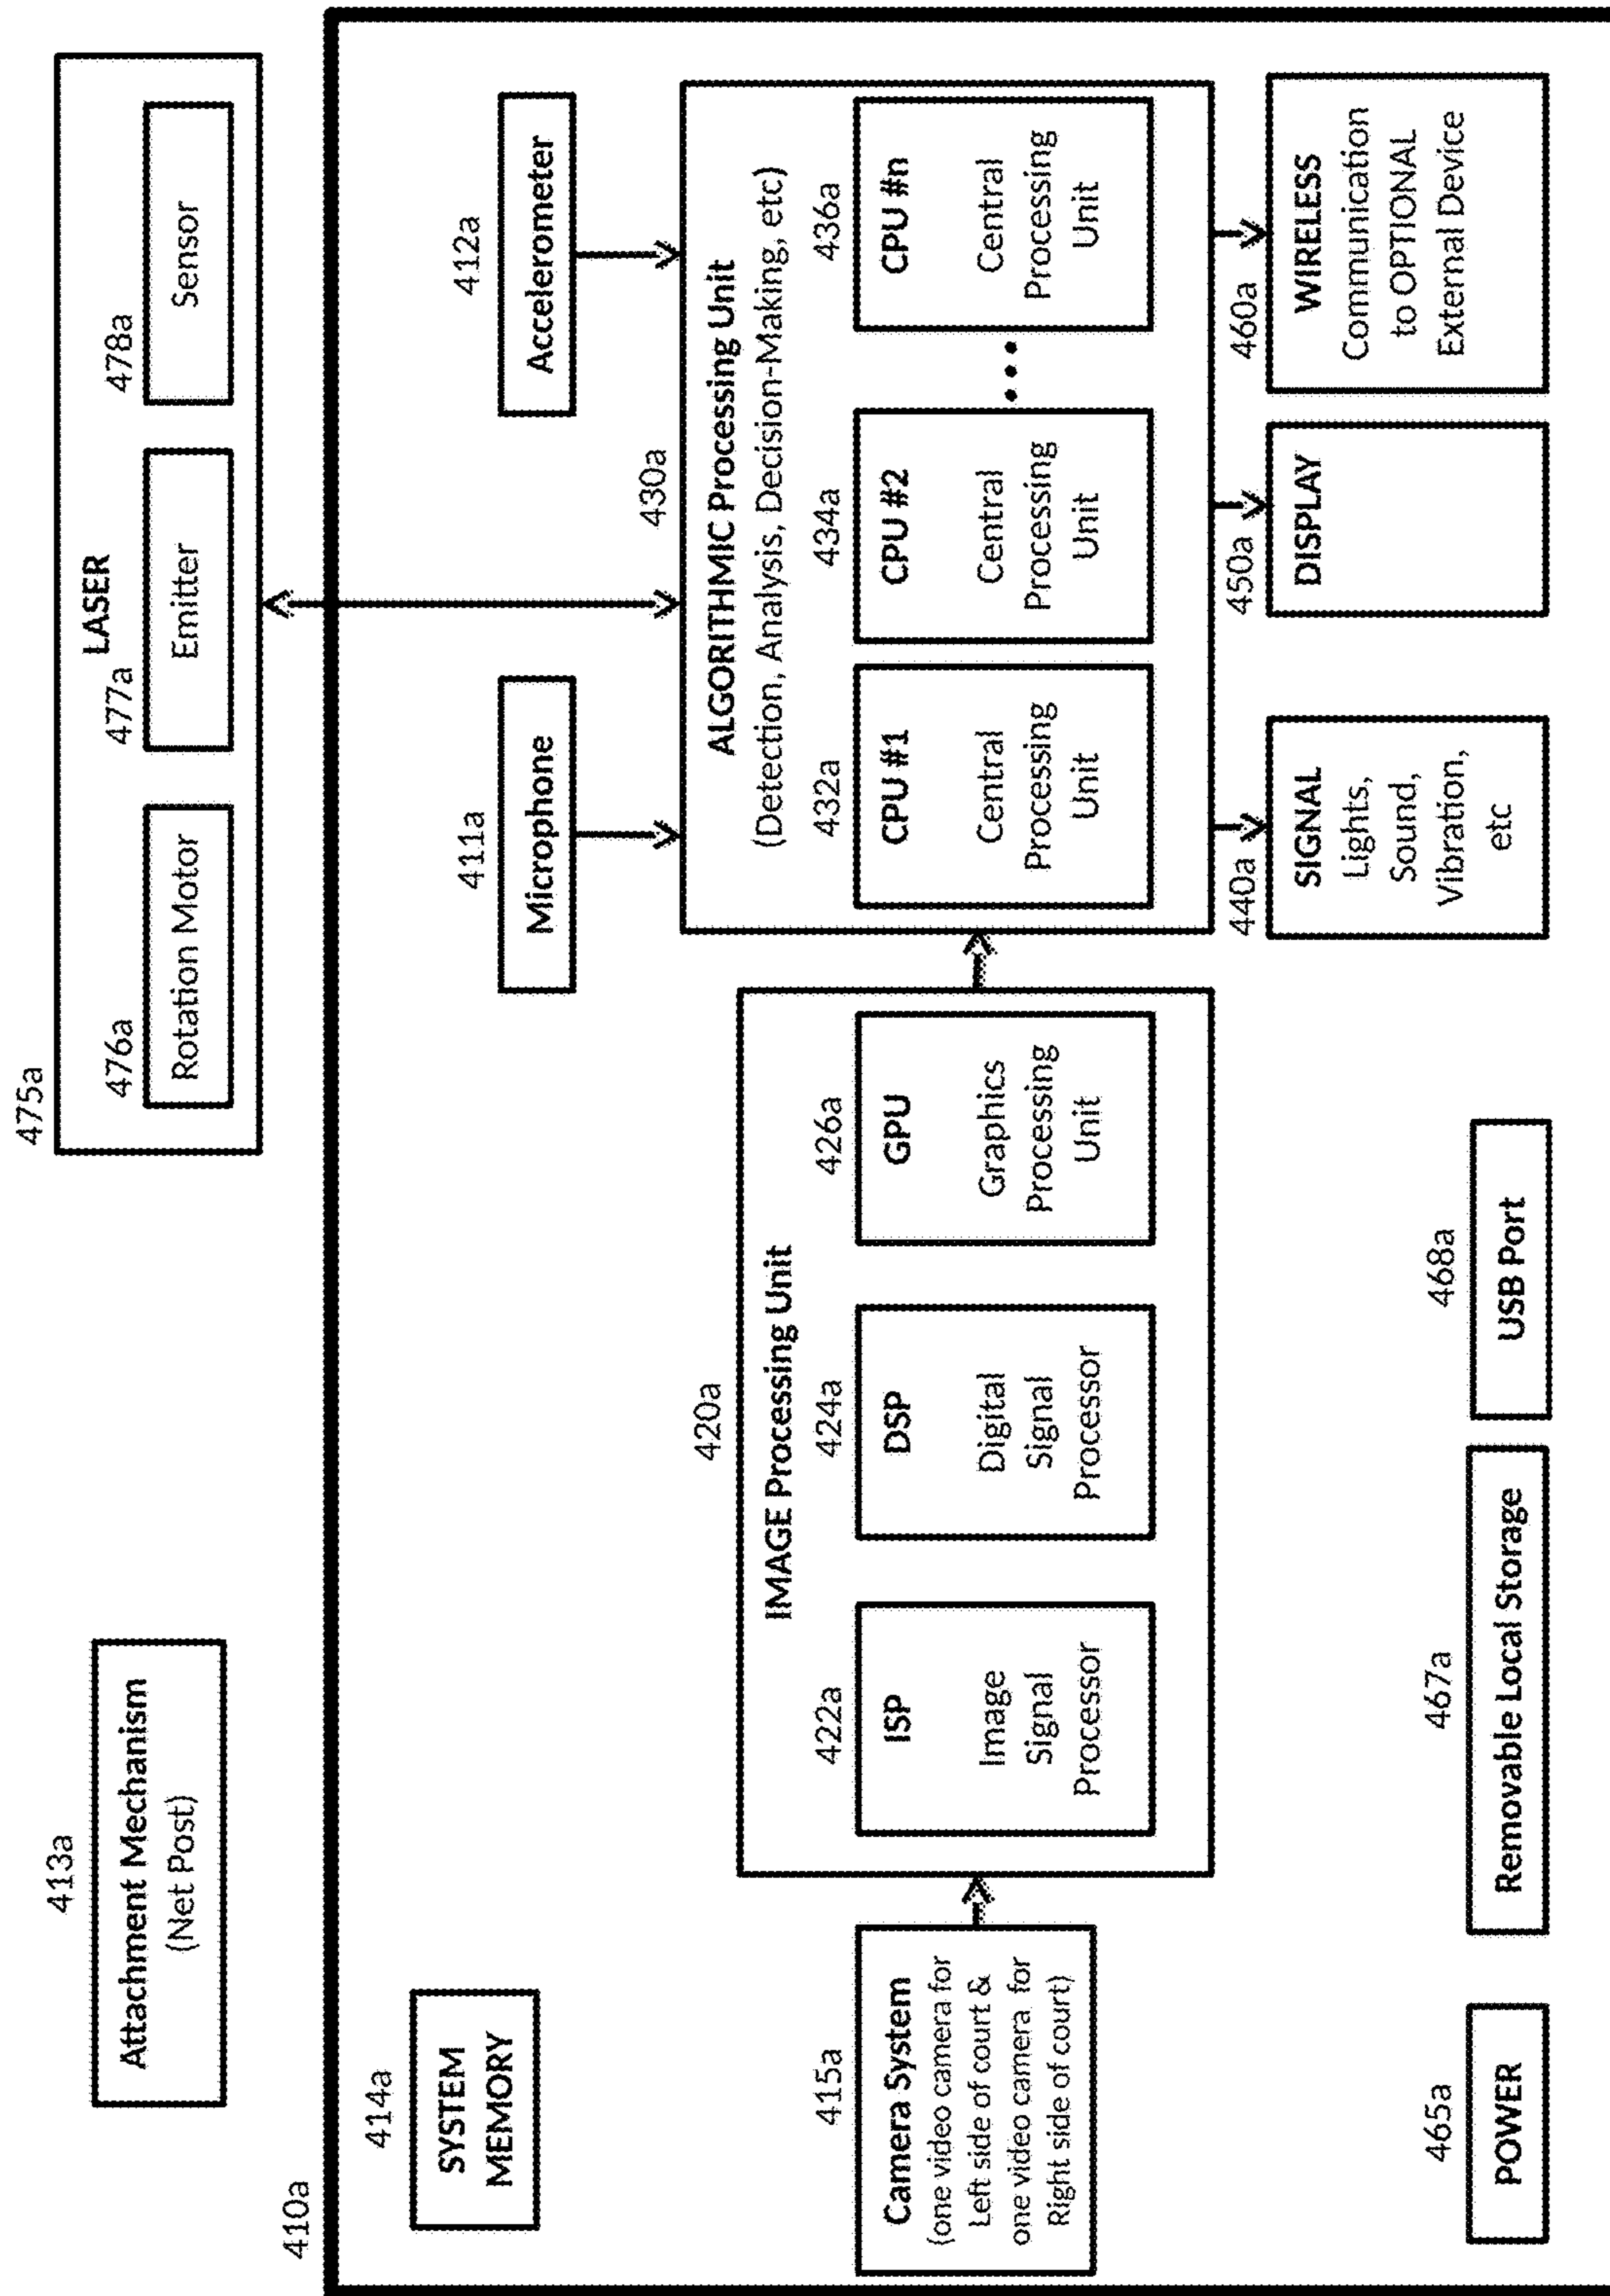 413a
Attachment Mechanism
(Net Post)
475a
LASER
476a
Rotation Motor
477a
Emitter
478a
Sensor
410a
414a
SYSTEM
MEMORY
411a
Microphone
412a
Accelerometer
415a
Camera System
(one video camera for
Left side of court &
one video camera for
Right side of court)
420a
IMAGE Processing Unit
422a
ISP
Image
Signal
Processor
424a
DSP
Digital
Signal
Processor
426a
GPU
Graphics
Processing
Unit
430a
ALGORITHMIC Processing Unit
(Detection, Analysis, Decision-Making, etc)
432a
CPU #1
Central
Processing
Unit
434a
CPU #2
Central
Processing
Unit
436a
CPU #n
Central
Processing
Unit
465a
POWER
467a
Removable Local Storage
468a
USB Port
440a
SIGNAL
Lights,
Sound,
Vibration,
etc
450a
DISPLAY
460a
WIRELESS
Communication
to OPTIONAL
External Device